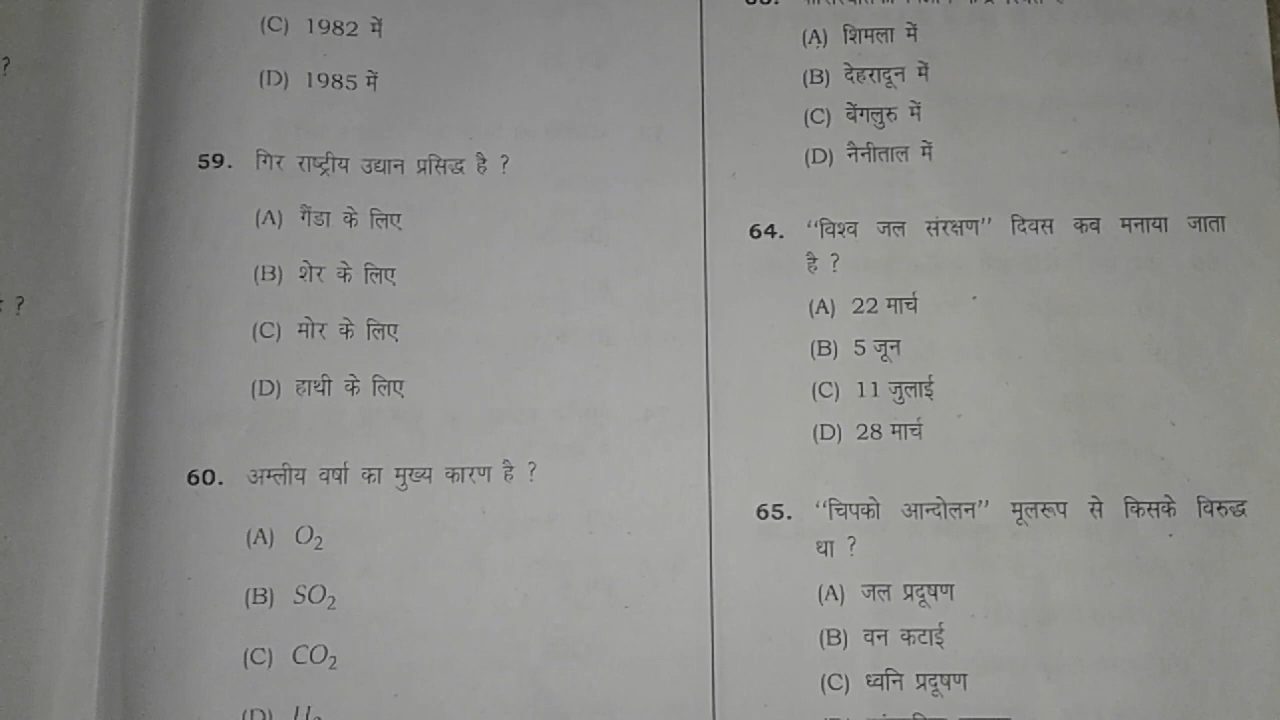 ?
?
(C) 1982 में
(D) 1985 में
59. गिर राष्ट्रीय उद्यान प्रसिद्ध है ?
(A) गैंडा के लिए
(B) शेर के लिए
(C) मोर के लिए
(D) हाथी के लिए
60. अम्लीय वर्षा का मुख्य कारण है ?
(A) O₂
(B) SO₂
(C) CO₂
(D)
(A) शिमला में
(B) देहरादून में
(C) बेंगलुरु में
(D) नैनीताल में
64. ‘‘विश्व जल संरक्षण’’ दिवस कब मनाया जाता
है ?
(A) 22 मार्च
(B) 5 जून
(C) 11 जुलाई
(D) 28 मार्च
65. ‘‘चिपको आन्दोलन’’ मूलरूप से किसके विरुद्ध
था ?
(A) जल प्रदूषण
(B) वन कटाई
(C) ध्वनि प्रदूषण